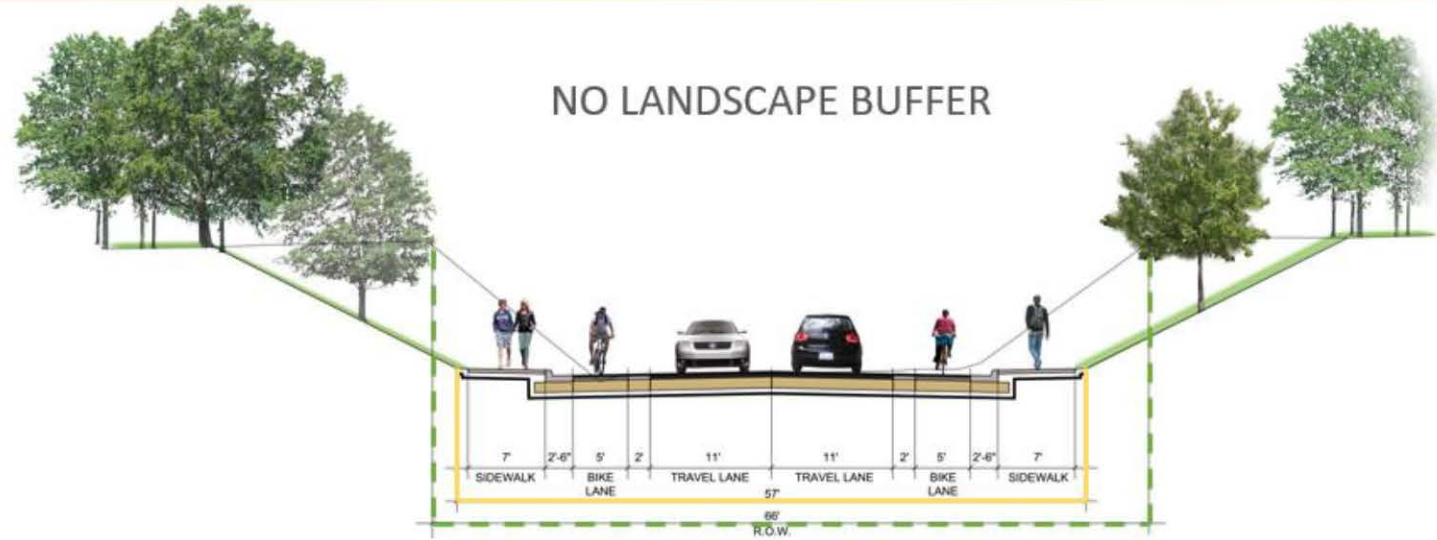 NO LANDSCAPE BUFFER
7' 2'-6" 5' 2' 11' 11' 2' 5' 2'-6" 7'
SIDEWALK BIKE LANE TRAVEL LANE TRAVEL LANE BIKE LANE SIDEWALK
57'
66'
R.O.W.